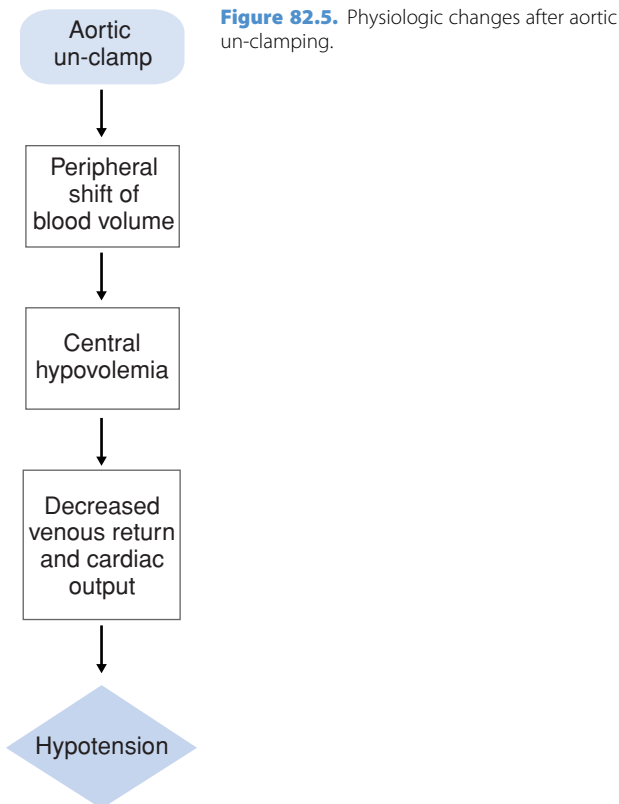 Aortic
un-clamp
Figure 82.5. Physiologic changes after aortic
un-clamping.
Peripheral
shift of
blood volume
Central
hypovolemia
Decreased
venous return
and cardiac
output
Hypotension